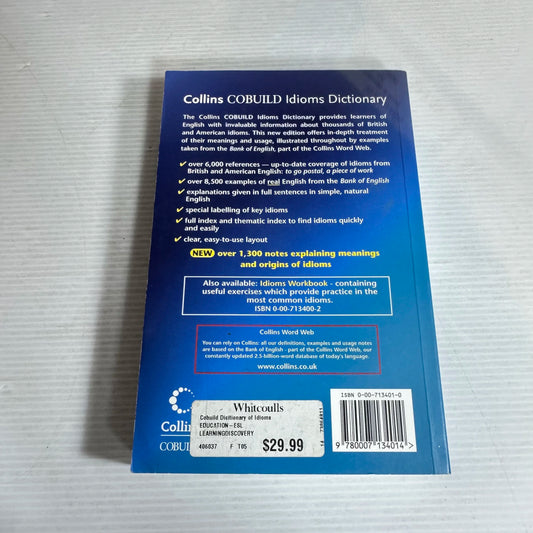 Collins COBUILD Idioms Dictionary
The Collins COBUILD Idioms Dictionary provides learners of
English with invaluable information about thousands of British
and American idioms. This new edition offers in-depth treatment
of their meanings and usage, illustrated throughout by examples
taken from the Bank of English, part of the Collins Word Web.
✓ over 6,000 references — up-to-date coverage of idioms from
British and American English: to go postal, a piece of work
✓ over 8,500 examples of real English from the Bank of English
✓ explanations given in full sentences in simple, natural
English
✓ special labelling of key idioms
✓ full index and thematic index to find idioms quickly
and easily
✓ clear, easy-to-use layout
NEW over 1,300 notes explaining meanings
and origins of idioms
Also available: Idioms Workbook - containing
useful exercises which provide practice in the
most common idioms.
ISBN 0-00-713400-2
Collins Word Web
You can rely on Collins: all our definitions, examples and usage notes
are based on the Bank of English - part of the Collins Word Web, our
constantly updated 2.5-billion-word database of today's language.
www.collins.co.uk
ISBN 0-00-713401-0
9 780007 134014 >
Collin
COBUILD
Whitcoulls
Cobuild Disttionary of Idioms
EDUCATION-ESL
LEARNINGDISCOVERY
406037 F T05 $29.99